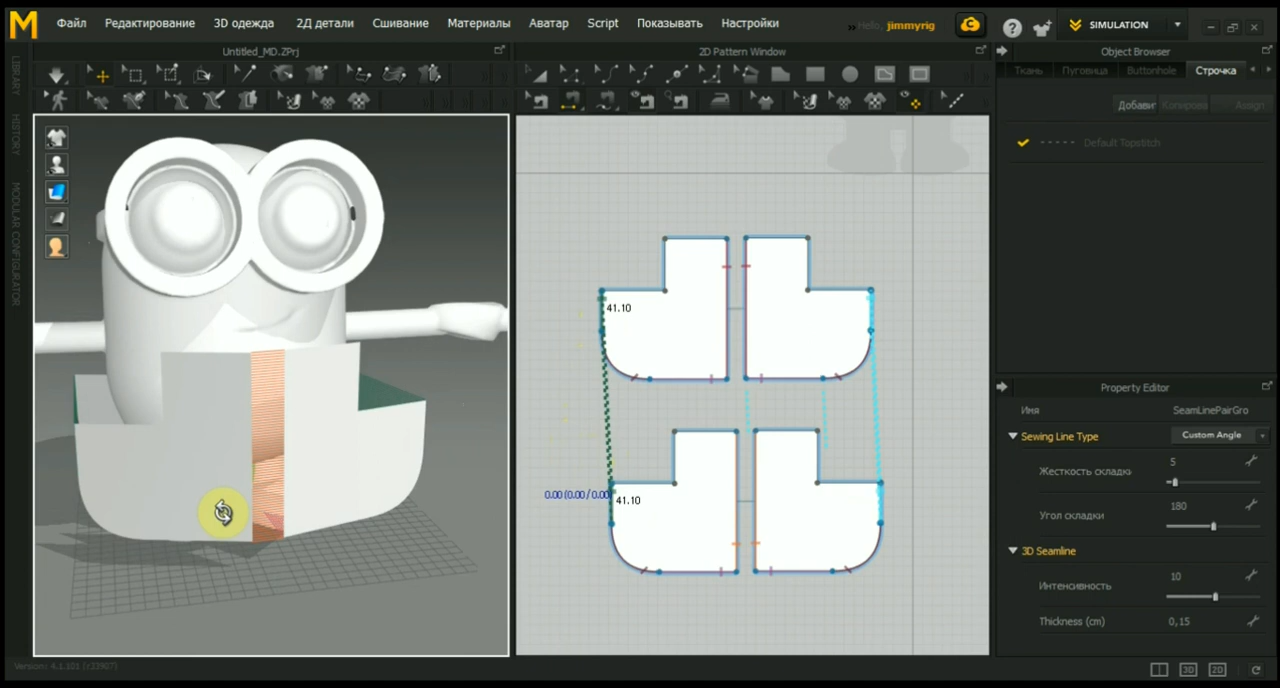 M Файл Редактирование 3D одежда 2Д детали Сшивание Материалы Аватар Script Показывать Настройки Hello, jimmyrig SIMULATION
Untitled_MD.ZPrj 2D Pattern Window Object Browser
Ткань Пуговица Buttonhole Строчка
Добавит Копирова Assign
Default Topstitch
LIBRARY
HISTORY
MODULAR CONFIGURATOR
41.10
0.00 (0.00 / 0.00
41.10
Property Editor
Имя SeamLinePairGro
Sewing Line Type Custom Angle
Жесткость складки 5
Угол складки 180
3D Seamline
Интенсивность 10
Thickness (cm) 0,15
Version: 4.1.101 (r33907)
3D 2D